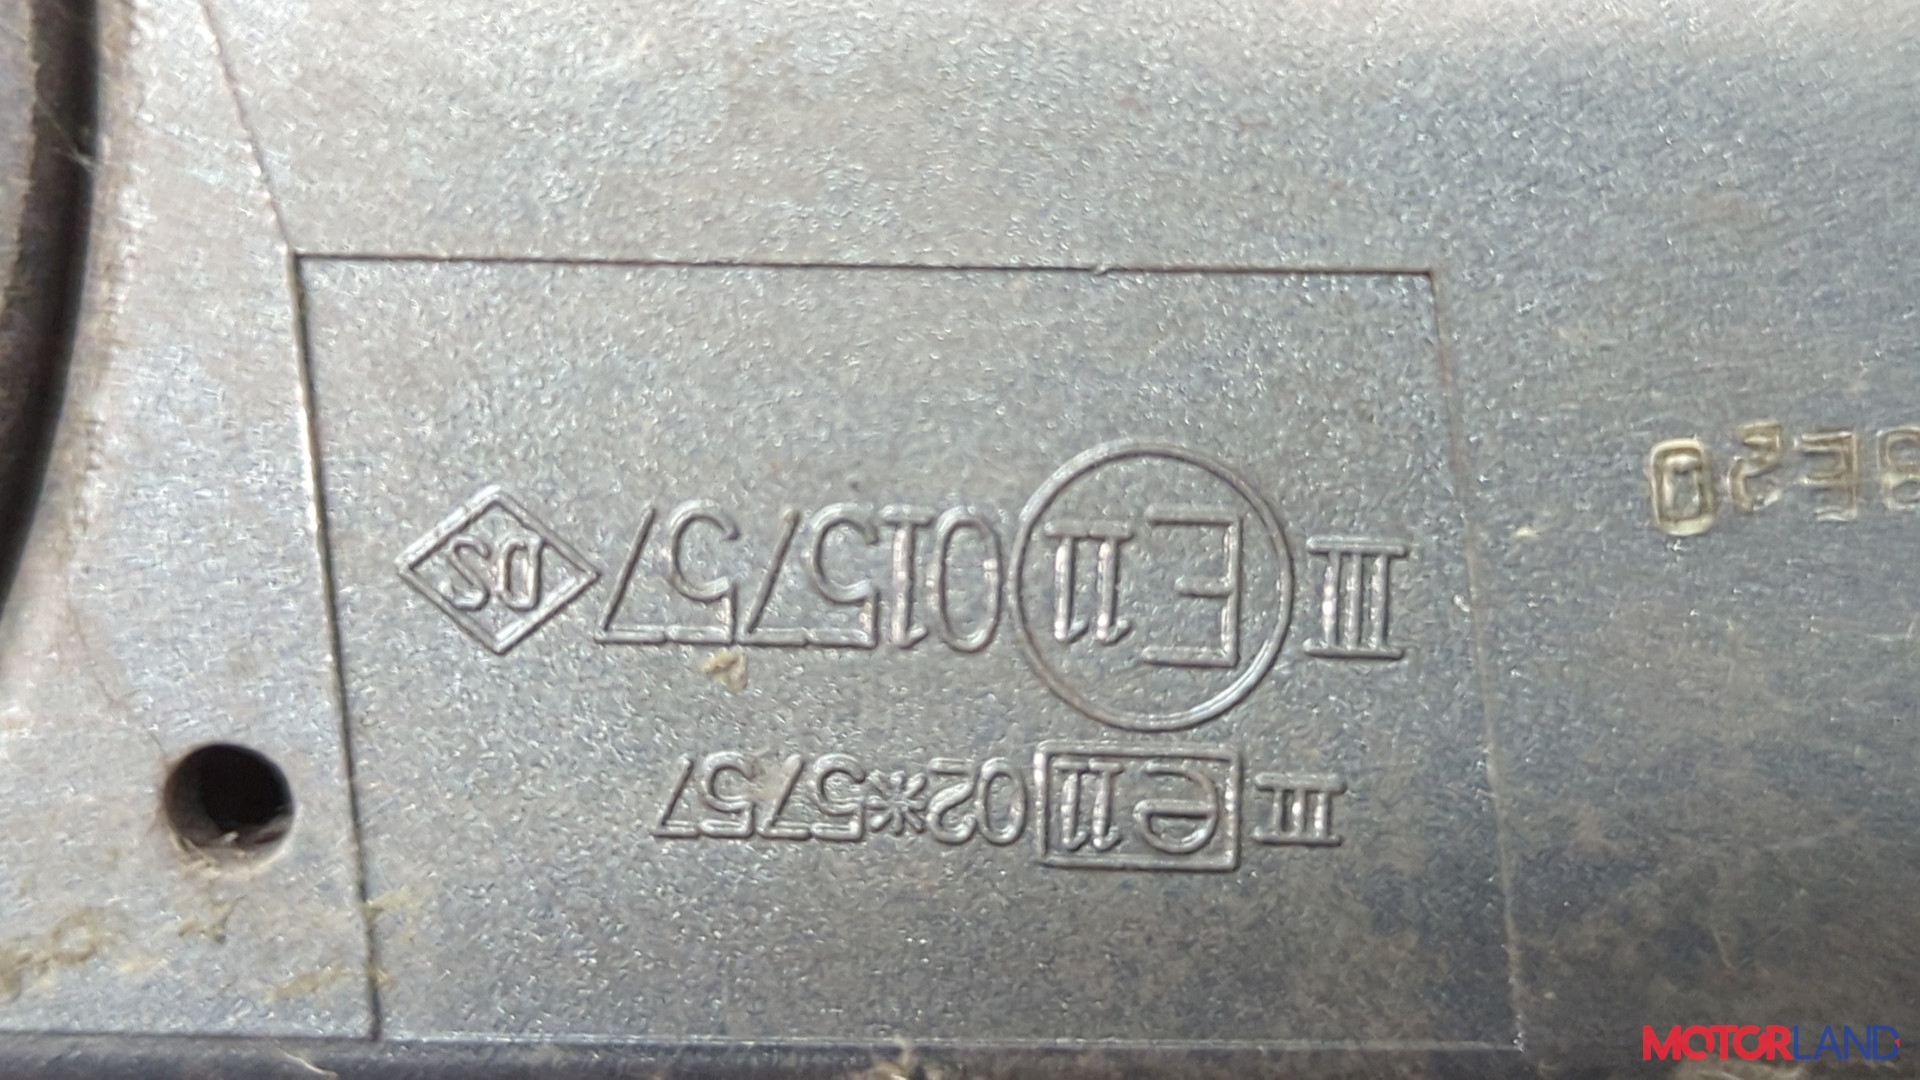 III e11 02*5757
III E11 015757 DS
MOTORLAND